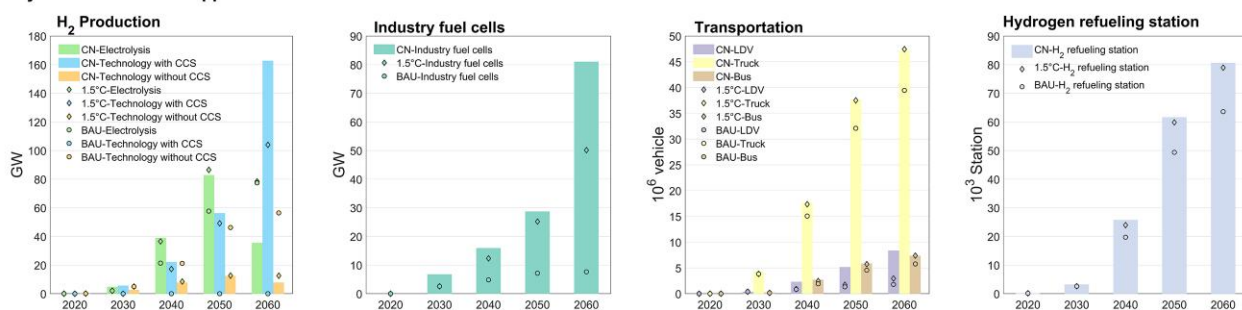 H2 Production
180
160
140
120
100
80
60
40
20
0
GW
CN-Electrolysis
CN-Technology with CCS
CN-Technology without CCS
1.5°C-Electrolysis
1.5°C-Technology with CCS
1.5°C-Technology without CCS
BAU-Electrolysis
BAU-Technology with CCS
BAU-Technology without CCS
2020 2030 2040 2050 2060
Industry fuel cells
90
80
70
60
50
40
30
20
10
0
GW
CN-Industry fuel cells
1.5°C-Industry fuel cells
BAU-Industry fuel cells
2020 2030 2040 2050 2060
Transportation
50
45
40
35
30
25
20
15
10
5
0
10^6 vehicle
CN-LDV
CN-Truck
CN-Bus
1.5°C-LDV
1.5°C-Truck
1.5°C-Bus
BAU-LDV
BAU-Truck
BAU-Bus
2020 2030 2040 2050 2060
Hydrogen refueling station
90
80
70
60
50
40
30
20
10
0
10^3 Station
CN-H2 refueling station
1.5°C-H2 refueling station
BAU-H2 refueling station
2020 2030 2040 2050 2060